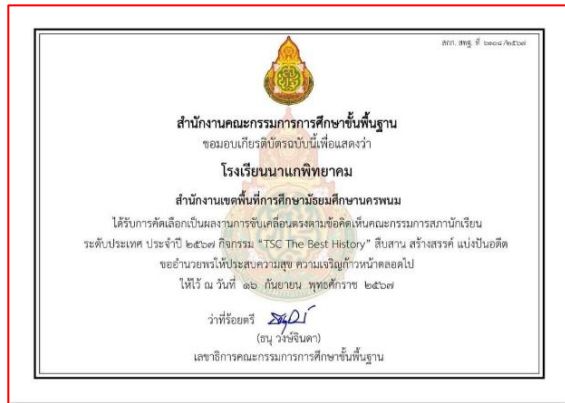 สกก. สพฐ. ที่ ๒๓๐๔/๒๕๖๗
สำนักงานคณะกรรมการการศึกษาขั้นพื้นฐาน
ขอมอบเกียรติบัตรฉบับนี้เพื่อแสดงว่า
โรงเรียนนาแกพิทยาคม
สำนักงานเขตพื้นที่การศึกษามัธยมศึกษานครพนม
ได้รับการคัดเลือกเป็นผลงานการขับเคลื่อนตรงตามข้อคิดเห็นคณะกรรมการสภานักเรียน
ระดับประเทศ ประจำปี ๒๕๖๗ กิจกรรม "TSC The Best History" สืบสาน สร้างสรรค์ แบ่งปันอดีต
ขออำนวยพรให้ประสบความสุข ความเจริญก้าวหน้าตลอดไป
ให้ไว้ ณ วันที่ ๑๖ กันยายน พุทธศักราช ๒๕๖๗
ว่าที่ร้อยตรี
(ธนุ วงษ์จินดา)
เลขาธิการคณะกรรมการการศึกษาขั้นพื้นฐาน